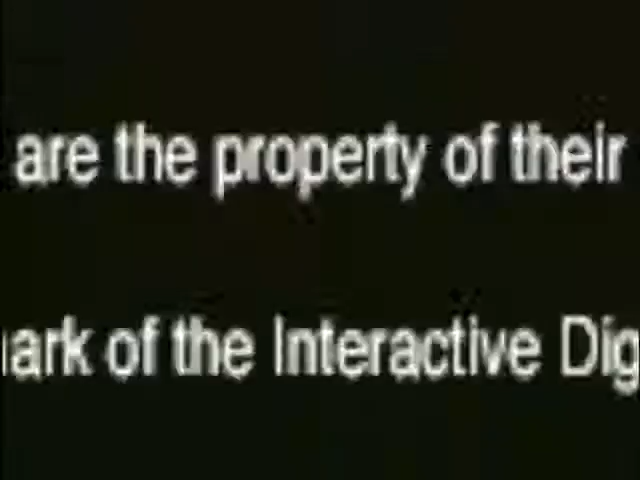 are the property of their
ark of the Interactive Dig